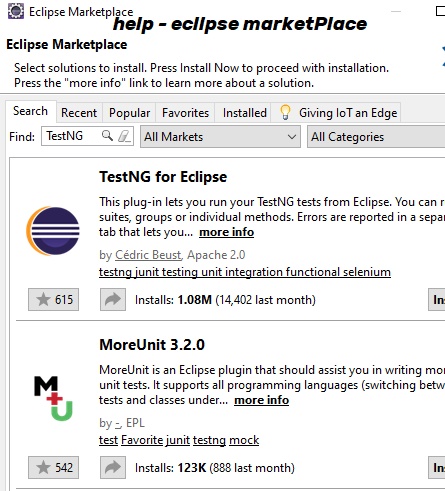 Eclipse Marketplace
help - eclipse marketPlace
Eclipse Marketplace
Select solutions to install. Press Install Now to proceed with installation.
Press the "more info" link to learn more about a solution.
Search Recent Popular Favorites Installed Giving IoT an Edge
Find: TestNG All Markets All Categories
TestNG for Eclipse
This plug-in lets you run your TestNG tests from Eclipse. You can r
suites, groups or individual methods. Errors are reported in a sepa
tab that lets you... more info
by Cédric Beust, Apache 2.0
testng junit testing unit integration functional selenium
615 Installs: 1.08M (14,402 last month) In
MoreUnit 3.2.0
MoreUnit is an Eclipse plugin that should assist you in writing mo
unit tests. It supports all programming languages (switching betw
tests and classes under... more info
by -, EPL
test Favorite junit testng mock
542 Installs: 123K (888 last month) In